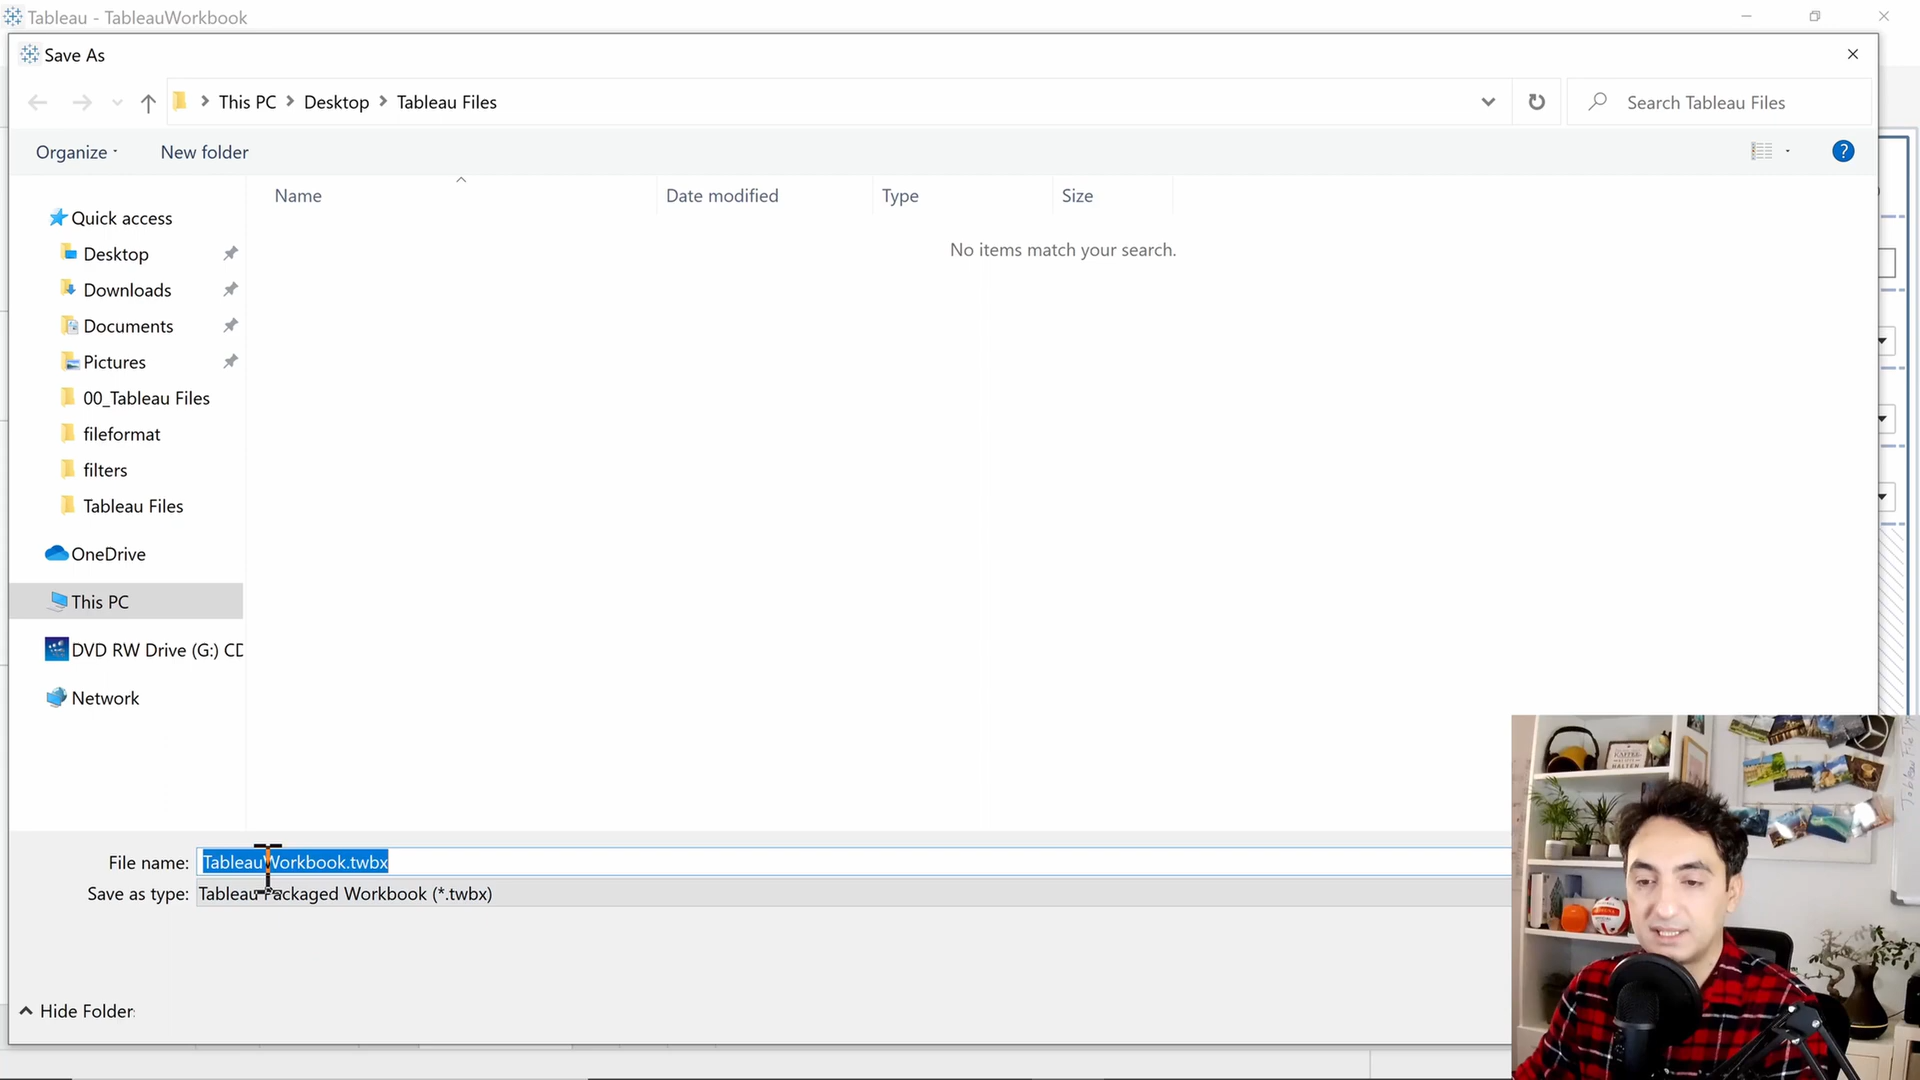 Tableau - TableauWorkbook
Save As
This PC > Desktop > Tableau Files
Search Tableau Files
Organize
New folder
Name
Date modified
Type
Size
No items match your search.
Quick access
Desktop
Downloads
Documents
Pictures
00_Tableau Files
fileformat
filters
Tableau Files
OneDrive
This PC
DVD RW Drive (G:) CD
Network
File name: TableauWorkbook.twbx
Save as type: Tableau Packaged Workbook (*.twbx)
Hide Folder